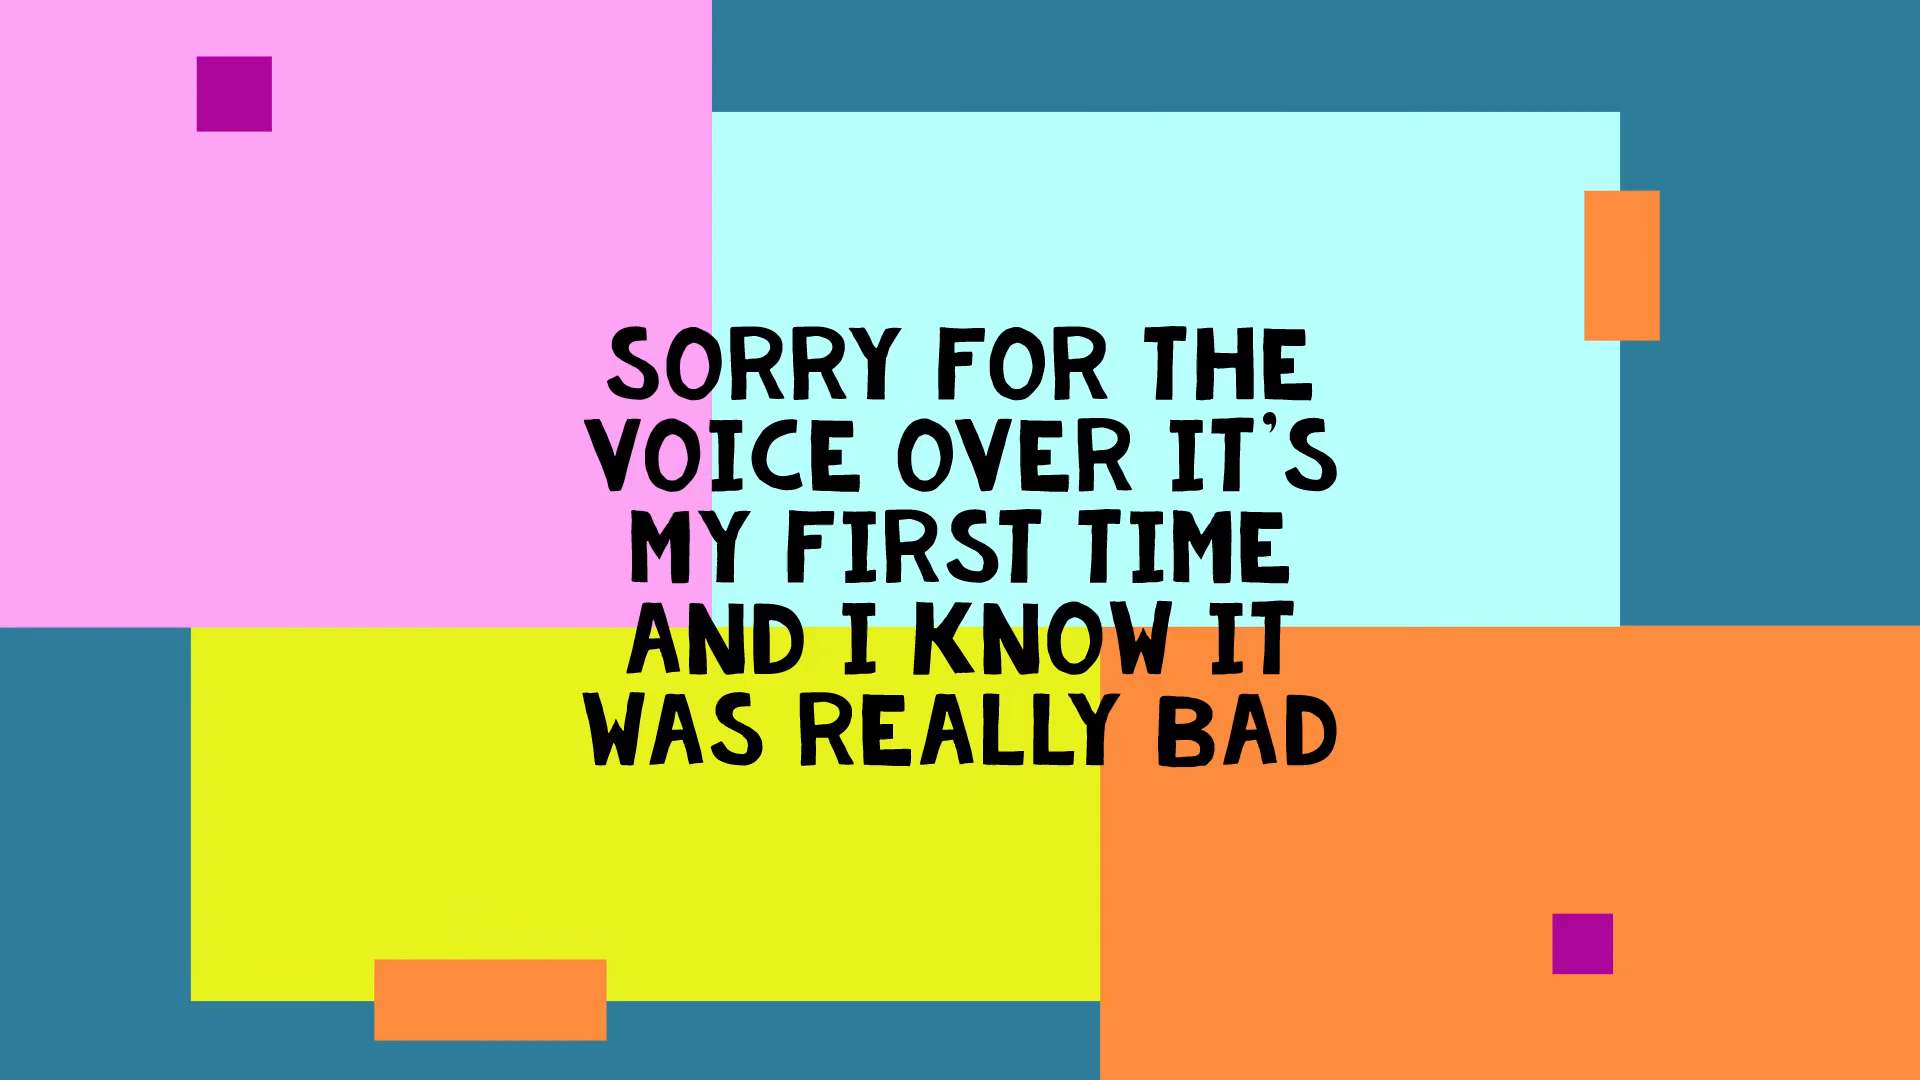 SORRY FOR THE
VOICE OVER IT'S
MY FIRST TIME
AND I KNOW IT
WAS REALLY BAD